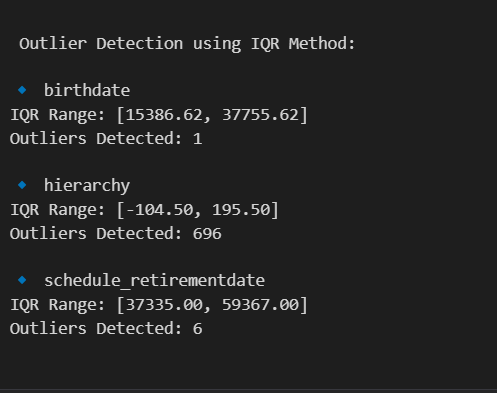 Outlier Detection using IQR Method:
🔹 birthdate
IQR Range: [15386.62, 37755.62]
Outliers Detected: 1
🔹 hierarchy
IQR Range: [-104.50, 195.50]
Outliers Detected: 696
🔹 schedule_retirementdate
IQR Range: [37335.00, 59367.00]
Outliers Detected: 6